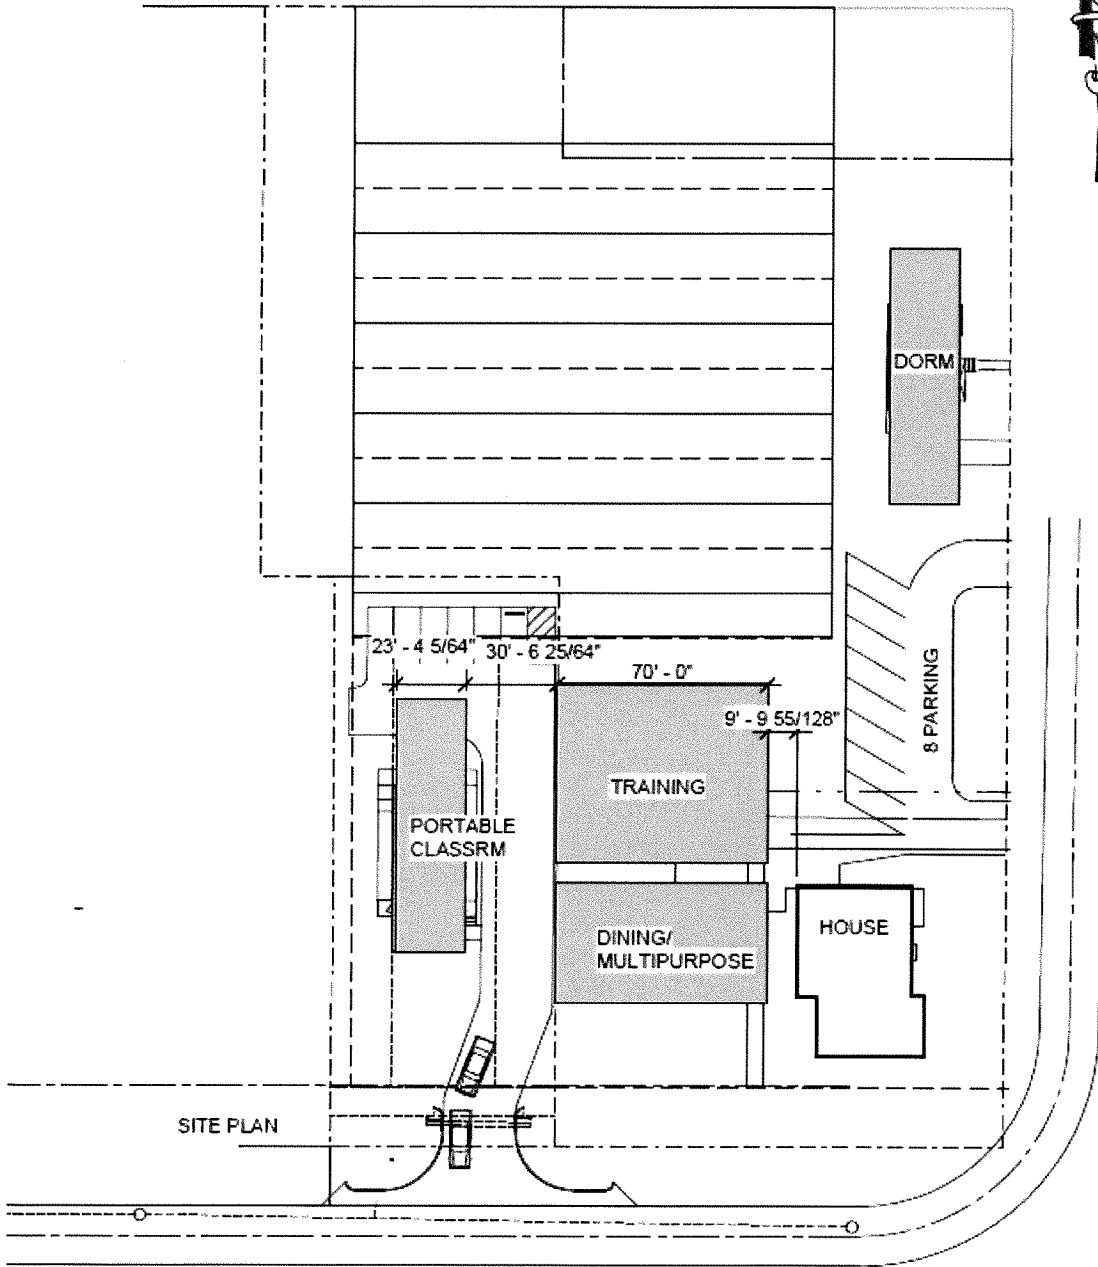 DORM
23' - 4 5/64"
30' - 6 25/64"
70' - 0"
9' - 9 55/128"
8 PARKING
TRAINING
PORTABLE
CLASSRM
HOUSE
DINING/
MULTIPURPOSE
SITE PLAN